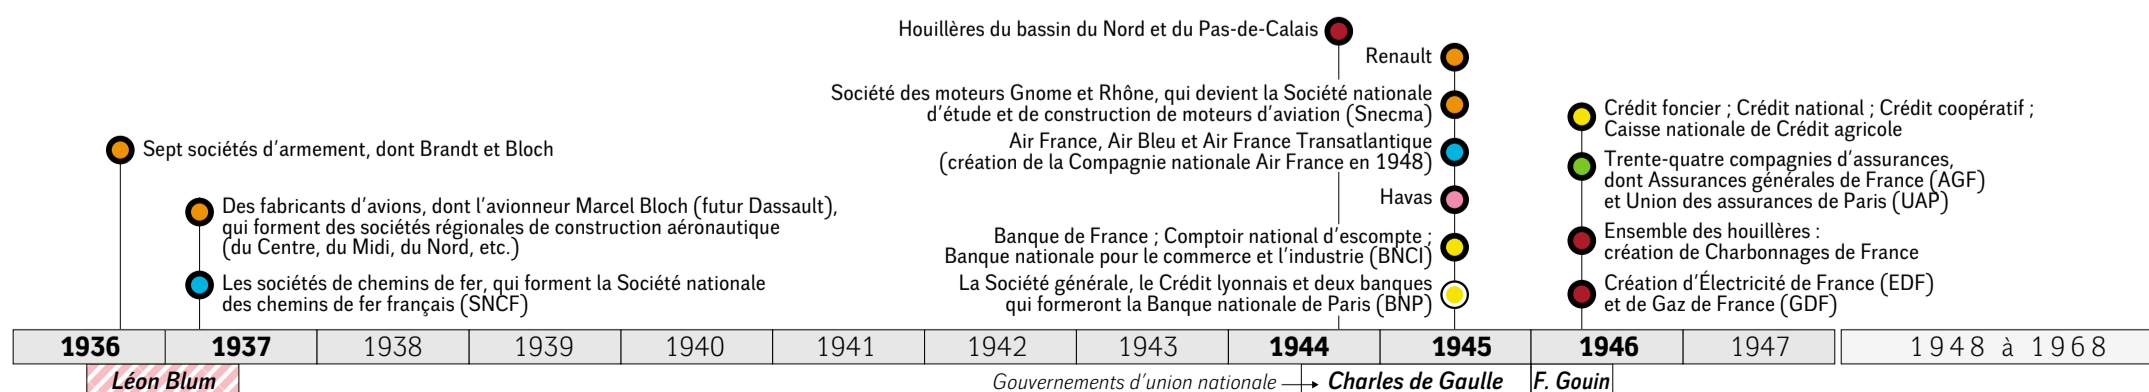 Houillères du bassin du Nord et du Pas-de-Calais
Renault
Société des moteurs Gnome et Rhône, qui devient la Société nationale
d'étude et de construction de moteurs d'aviation (Snecma)
Air France, Air Bleu et Air France Transatlantique
(création de la Compagnie nationale Air France en 1948)
Havas
Banque de France ; Comptoir national d'escompte ;
Banque nationale pour le commerce et l'industrie (BNCI)
La Société générale, le Crédit lyonnais et deux banques
qui formeront la Banque nationale de Paris (BNP)
Sept sociétés d'armement, dont Brandt et Bloch
Des fabricants d'avions, dont l'avionneur Marcel Bloch (futur Dassault),
qui forment des sociétés régionales de construction aéronautique
(du Centre, du Midi, du Nord, etc.)
Les sociétés de chemins de fer, qui forment la Société nationale
des chemins de fer français (SNCF)
Crédit foncier ; Crédit national ; Crédit coopératif ;
Caisse nationale de Crédit agricole
Trente-quatre compagnies d'assurances,
dont Assurances générales de France (AGF)
et Union des assurances de Paris (UAP)
Ensemble des houillères :
création de Charbonnages de France
Création d'Électricité de France (EDF)
et de Gaz de France (GDF)
1936 1937 1938 1939 1940 1941 1942 1943 1944 1945 1946 1947 1948 à 1968
Léon Blum Gouvernements d'union nationale Charles de Gaulle F. Gouin